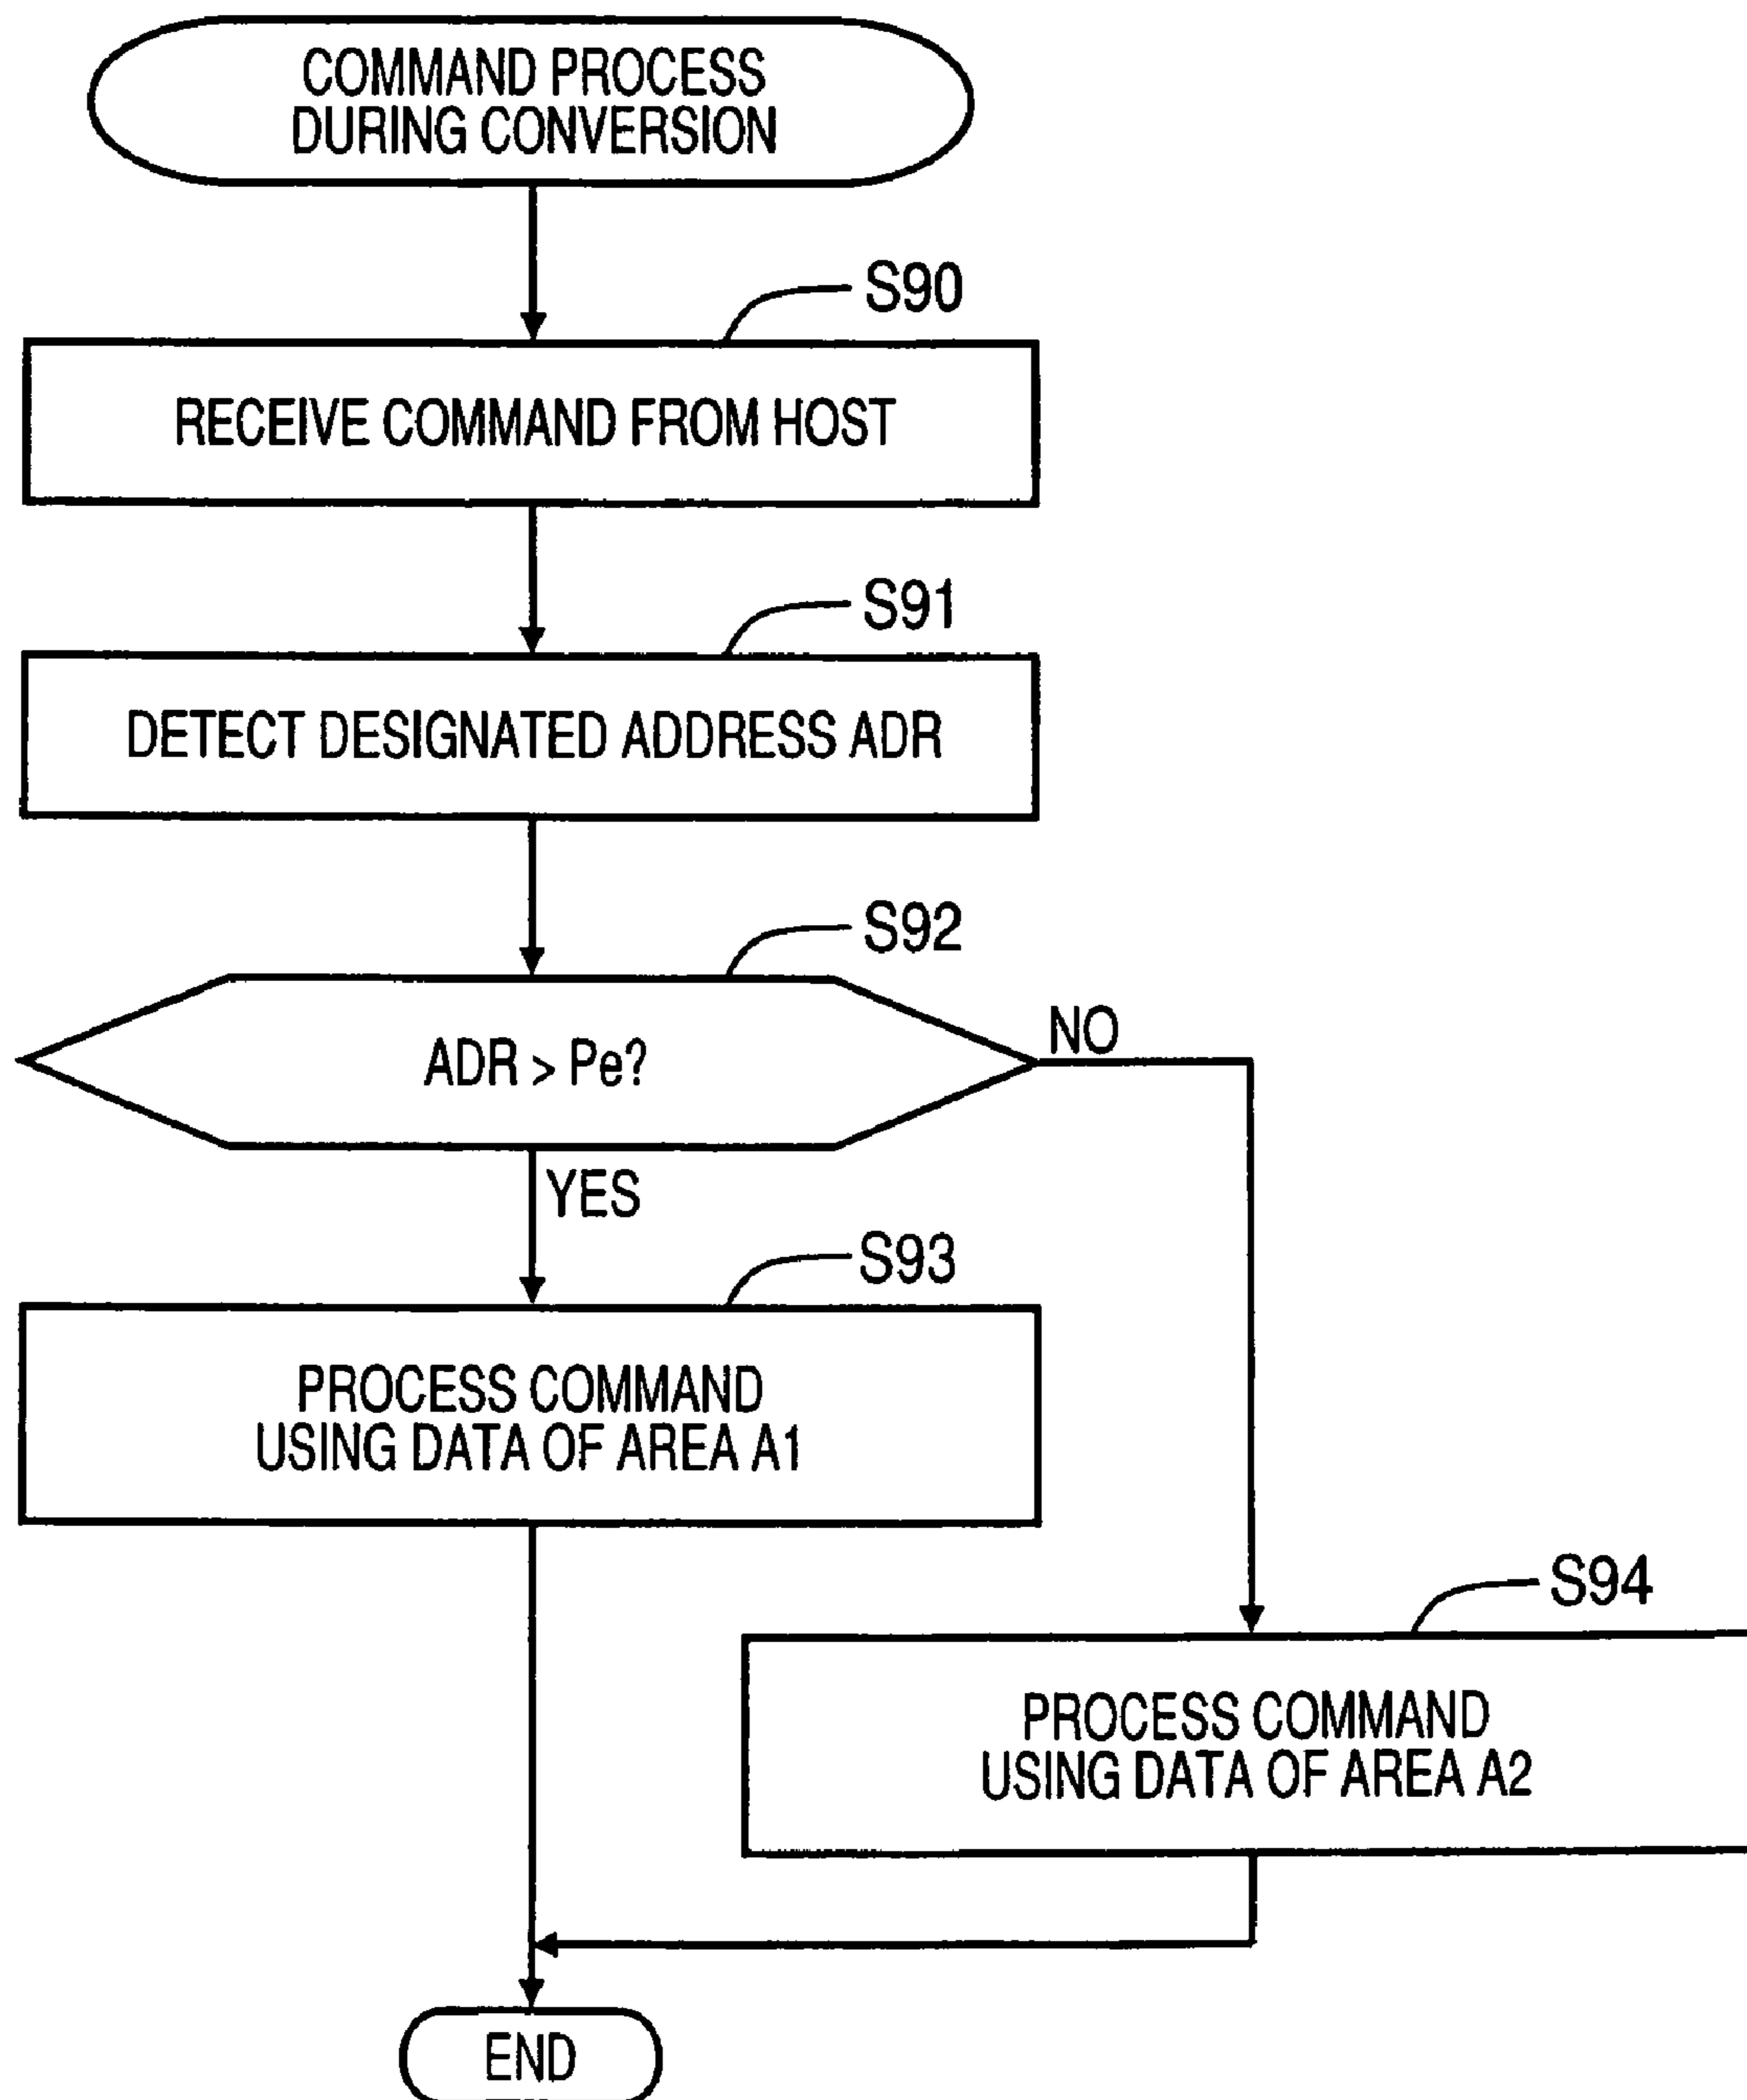 COMMAND PROCESS
DURING CONVERSION
S90
RECEIVE COMMAND FROM HOST
S91
DETECT DESIGNATED ADDRESS ADR
S92
ADR > Pe?
NO
YES
S93
PROCESS COMMAND
USING DATA OF AREA A1
S94
PROCESS COMMAND
USING DATA OF AREA A2
END